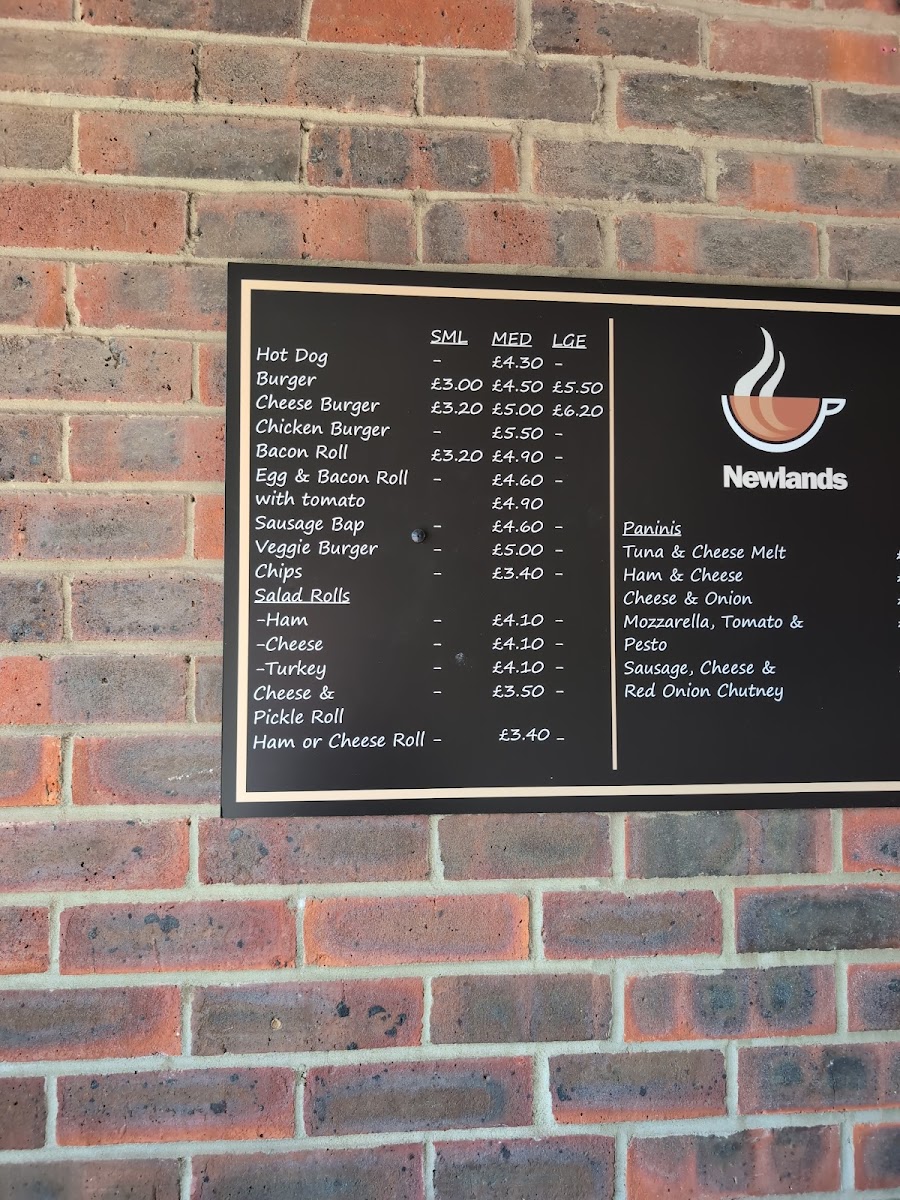 SML MED LGE
Hot Dog - £4.30 -
Burger £3.00 £4.50 £5.50
Cheese Burger £3.20 £5.00 £6.20
Chicken Burger - £5.50 -
Bacon Roll £3.20 £4.90 -
Egg & Bacon Roll - £4.60 -
with tomato £4.90
Sausage Bap - £4.60 -
Veggie Burger - £5.00 -
Chips - £3.40 -
Salad Rolls
-Ham - £4.10 -
-Cheese - £4.10 -
-Turkey - £4.10 -
Cheese & - £3.50 -
Pickle Roll
Ham or Cheese Roll - £3.40 -
Newlands
Paninis
Tuna & Cheese Melt
Ham & Cheese
Cheese & Onion
Mozzarella, Tomato &
Pesto
Sausage, Cheese &
Red Onion Chutney